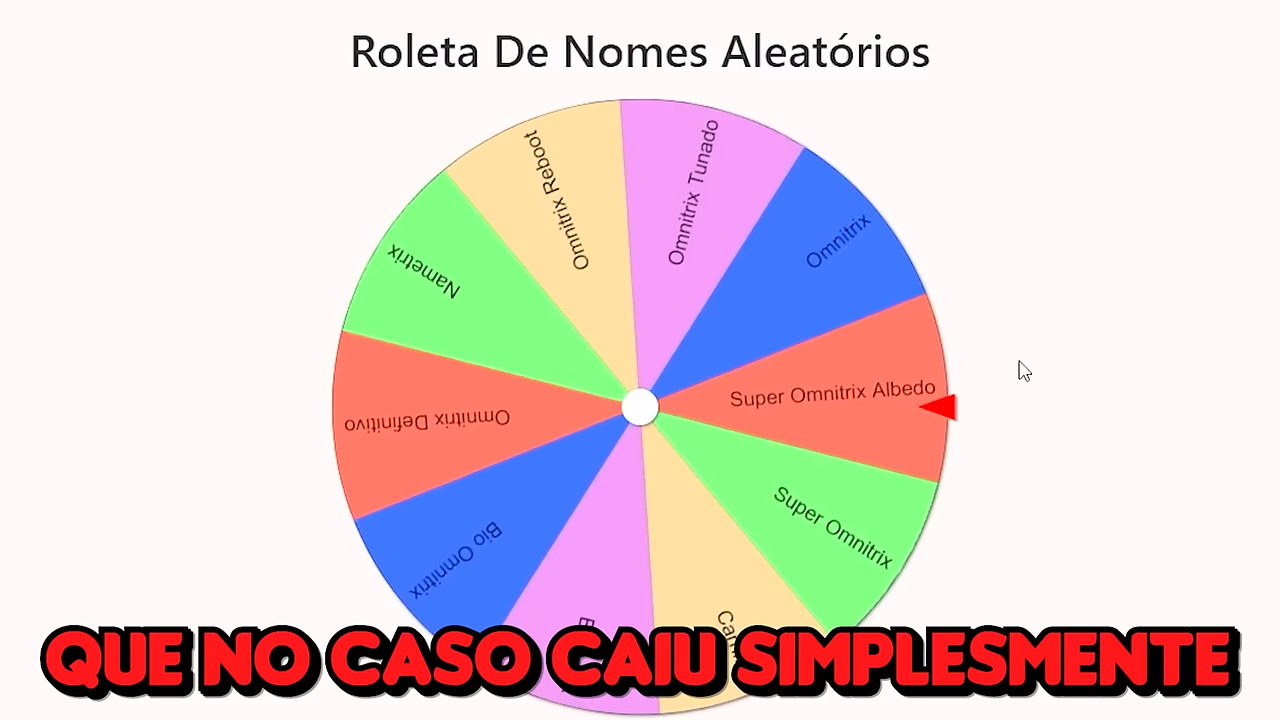 Roleta De Nomes Aleatórios
Omnitrix Reboot
Omnitrix Tunado
Omnitrix
Nametrix
Super Omnitrix Albedo
Omnitrix Definitivo
Super Omnitrix
Bio Omnitrix
QUE NO CASO CAIU SIMPLESMENTE